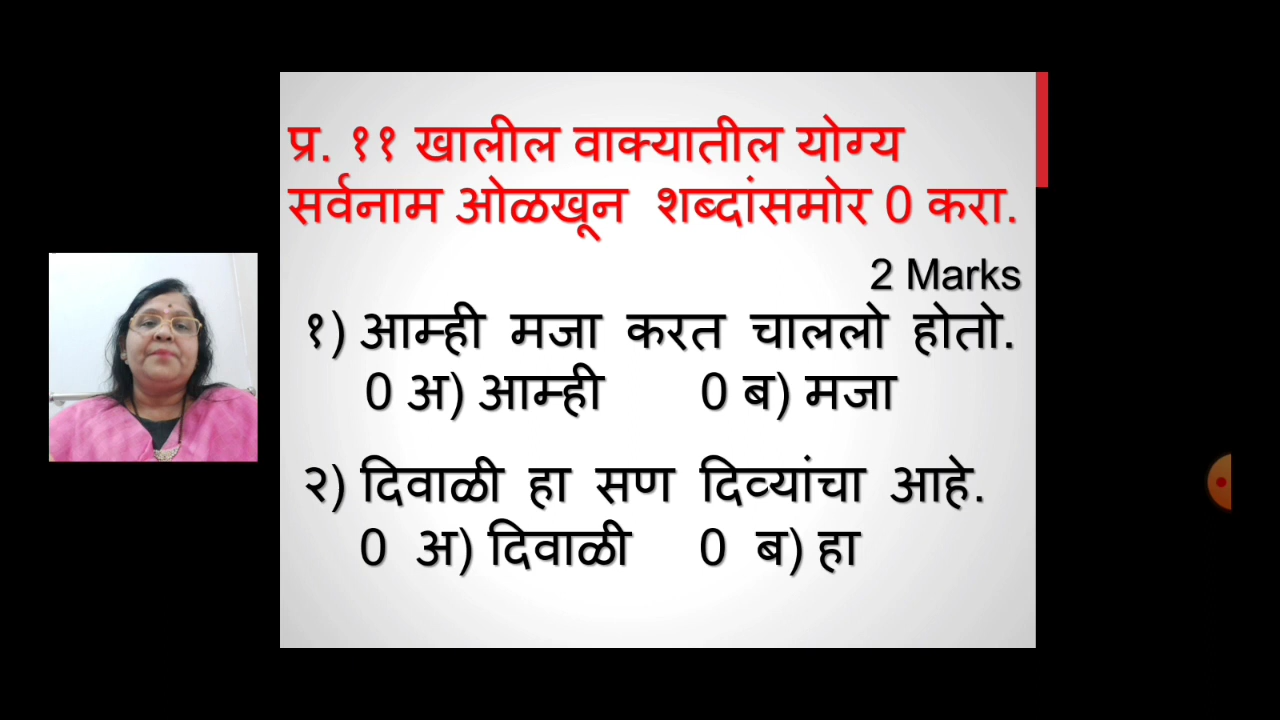 प्र. ११ खालील वाक्यातील योग्य
सर्वनाम ओळखून शब्दांसमोर 0 करा.
2 Marks
१) आम्ही मजा करत चाललो होतो.
0 अ) आम्ही 0 ब) मजा
२) दिवाळी हा सण दिव्यांचा आहे.
0 अ) दिवाळी 0 ब) हा